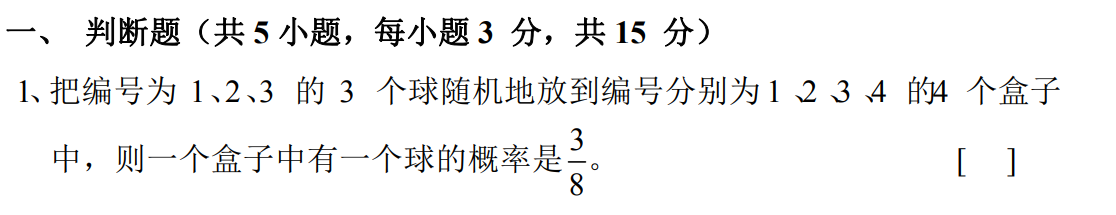 一、 判断题（共 5 小题，每小题 3 分，共 15 分）
1、把编号为 1、2、3 的 3 个球随机地放到编号分别为 1、2、3、4 的4 个盒子
中，则一个盒子中有一个球的概率是 3/8。 [ ]